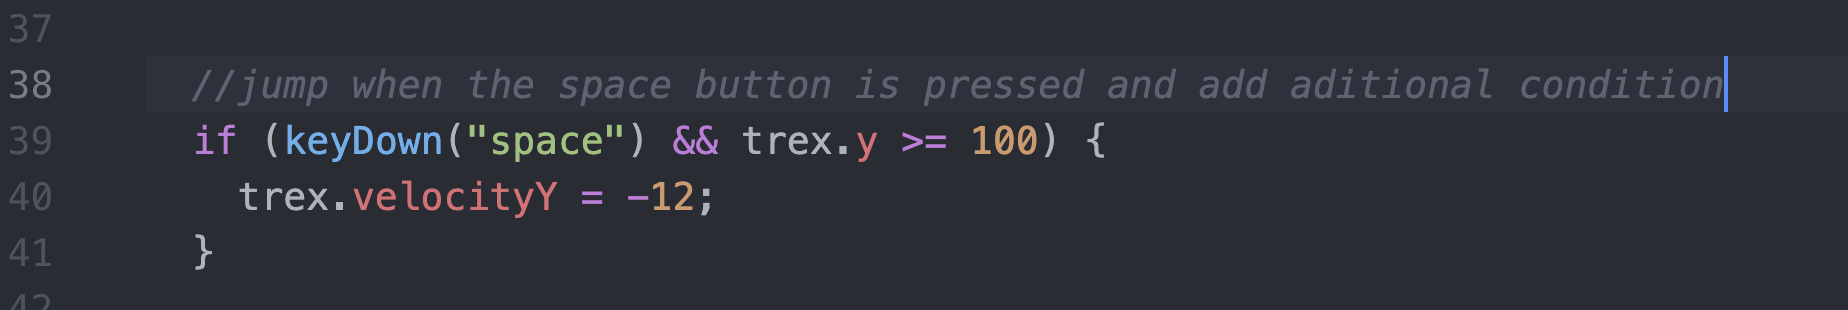 37
38 //jump when the space button is pressed and add aditional condition
39 if (keyDown("space") && trex.y >= 100) {
40 trex.velocityY = -12;
41 }
42